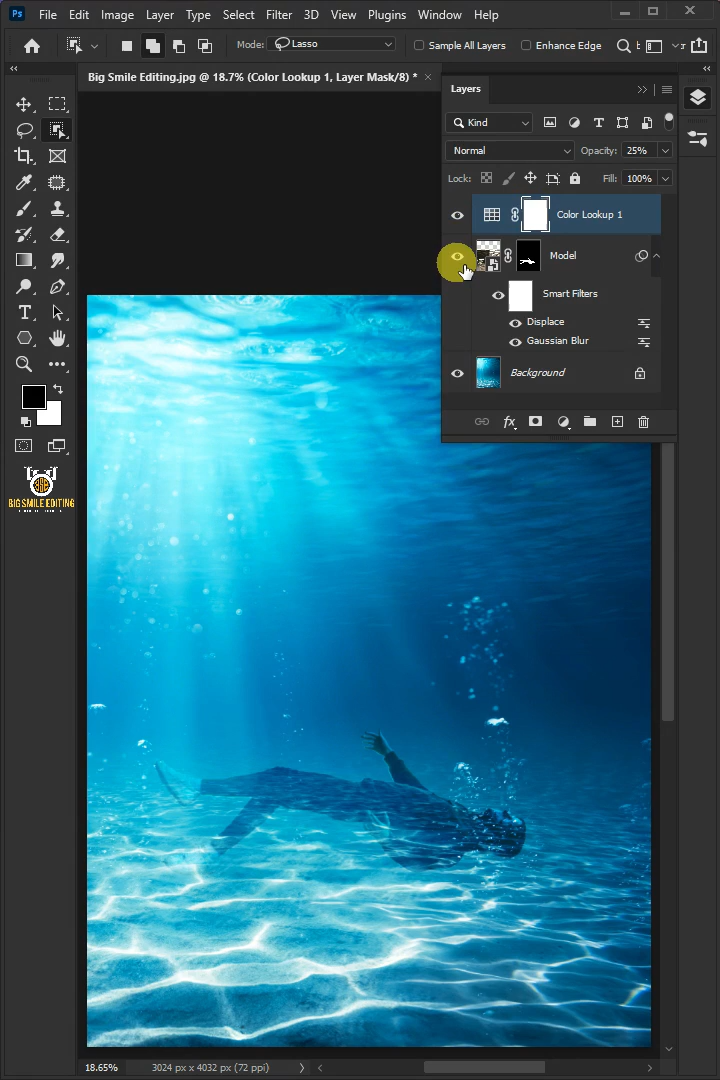 Ps File Edit Image Layer Type Select Filter 3D View Plugins Window Help
Mode: Lasso Sample All Layers Enhance Edge
Big Smile Editing.jpg @ 18.7% (Color Lookup 1, Layer Mask/8) *
Layers
Kind
Normal Opacity: 25%
Lock: Fill: 100%
Color Lookup 1
Model
Smart Filters
Displace
Gaussian Blur
Background
fx
BIG SMILE EDITING
18.65% 3024 px x 4032 px (72 ppi)